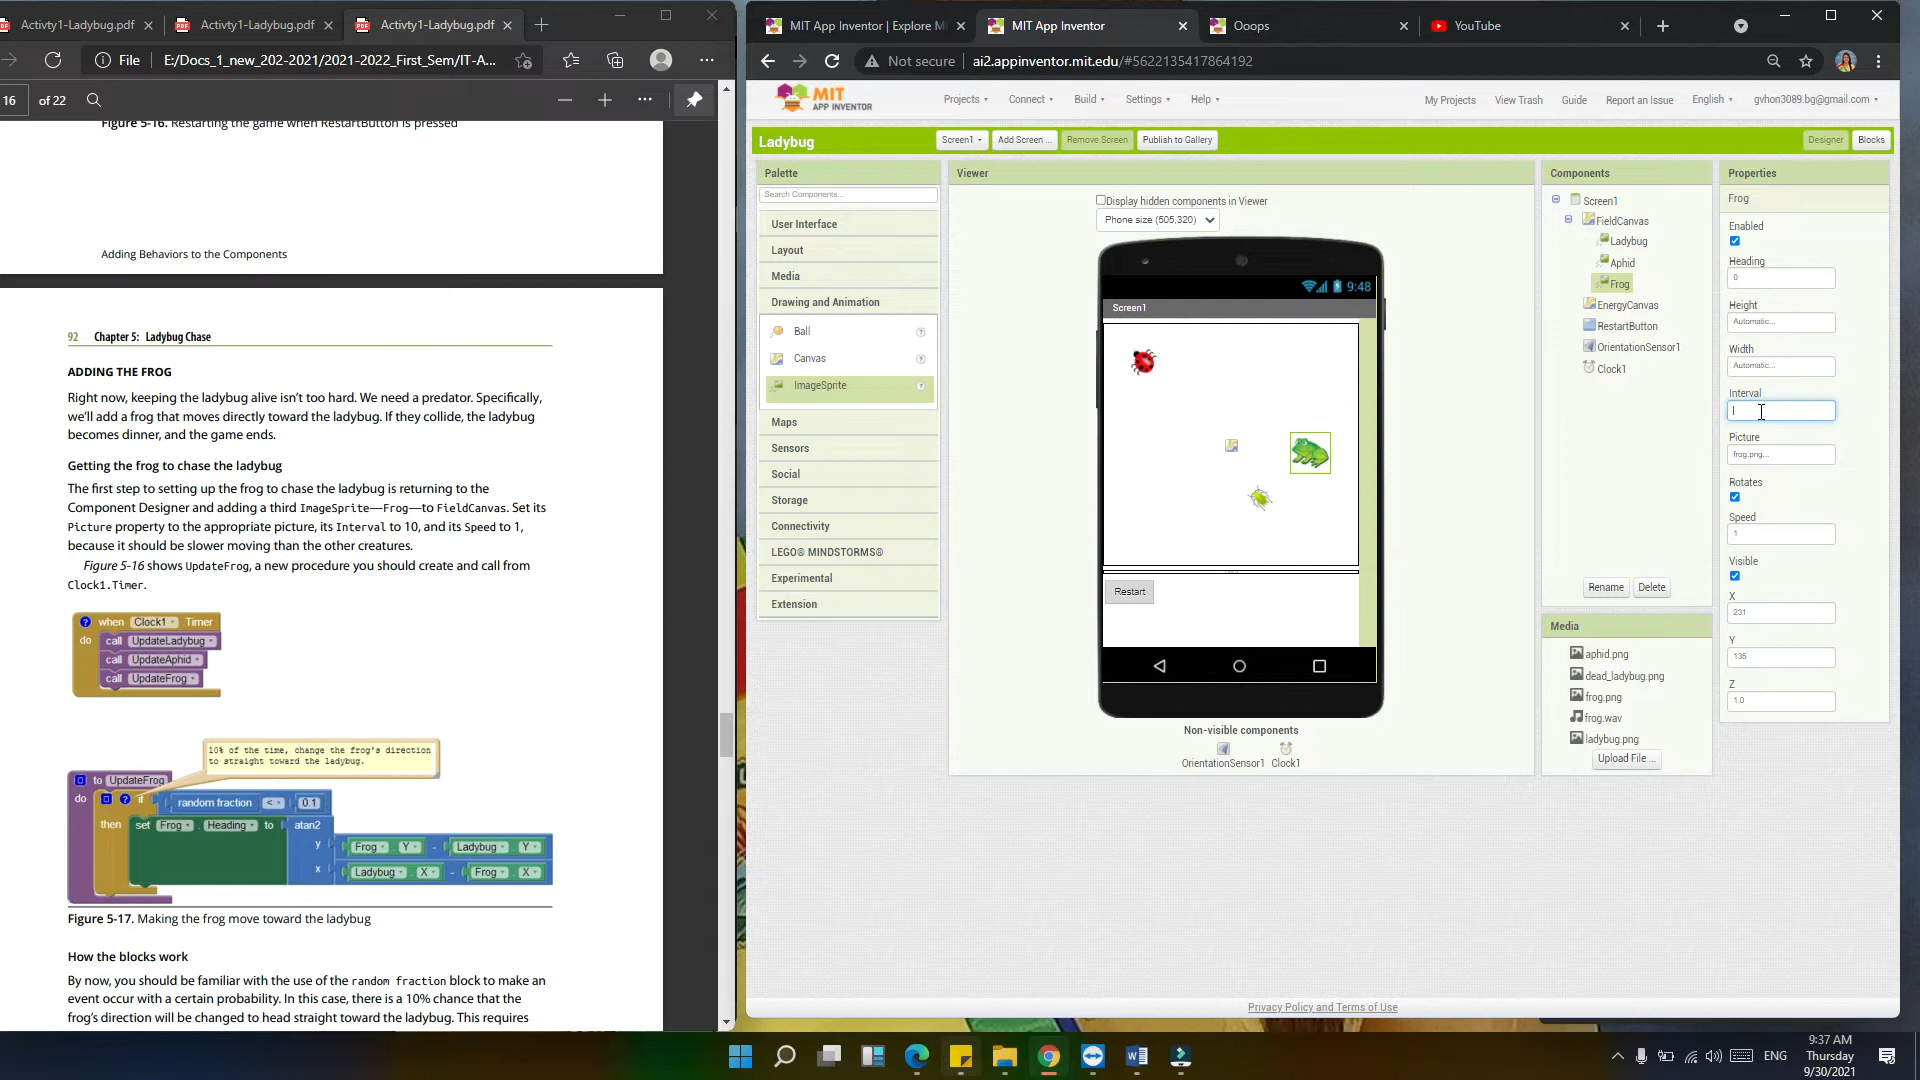 Activty1-Ladybug.pdf
Activty1-Ladybug.pdf
Activty1-Ladybug.pdf
File
E:/Docs_1_new_202-2021/2021-2022_First_Sem/IT-A...
16 of 22
Figure 5-16. Restarting the game when RestartButton is pressed
Adding Behaviors to the Components
92 Chapter 5: Ladybug Chase
ADDING THE FROG
Right now, keeping the ladybug alive isn't too hard. We need a predator. Specifically,
we'll add a frog that moves directly toward the ladybug. If they collide, the ladybug
becomes dinner, and the game ends.
Getting the frog to chase the ladybug
The first step to setting up the frog to chase the ladybug is returning to the
Component Designer and adding a third ImageSprite—Frog—to FieldCanvas. Set its
Picture property to the appropriate picture, its Interval to 10, and its Speed to 1,
because it should be slower moving than the other creatures.
Figure 5-16 shows UpdateFrog, a new procedure you should create and call from
Clock1.Timer.
when Clock1 .Timer
do call UpdateLadybug
call UpdateAphid
call UpdateFrog
10% of the time, change the frog's direction
to straight toward the ladybug.
to UpdateFrog
do if random fraction < 0.1
then set Frog . Heading to atan2
y Frog . Y - Ladybug . Y
x Ladybug . X - Frog . X
Figure 5-17. Making the frog move toward the ladybug
How the blocks work
By now, you should be familiar with the use of the random fraction block to make an
event occur with a certain probability. In this case, there is a 10% chance that the
frog's direction will be changed to head straight toward the ladybug. This requires
MIT App Inventor | Explore M
MIT App Inventor
Ooops
YouTube
Not secure
ai2.appinventor.mit.edu/#5622135417864192
MIT
APP INVENTOR
Projects
Connect
Build
Settings
Help
My Projects
View Trash
Guide
Report an Issue
English
gvhon3089.bg@gmail.com
Ladybug
Screen1
Add Screen ...
Remove Screen
Publish to Gallery
Designer
Blocks
Palette
Search Components...
User Interface
Layout
Media
Drawing and Animation
Ball
Canvas
ImageSprite
Maps
Sensors
Social
Storage
Connectivity
LEGO® MINDSTORMS®
Experimental
Extension
Viewer
Display hidden components in Viewer
Phone size (505,320)
9:48
Screen1
Restart
Non-visible components
OrientationSensor1 Clock1
Components
Screen1
FieldCanvas
Ladybug
Aphid
Frog
EnergyCanvas
RestartButton
OrientationSensor1
Clock1
Rename
Delete
Media
aphid.png
dead_ladybug.png
frog.png
frog.wav
ladybug.png
Upload File ...
Properties
Frog
Enabled
Heading
0
Height
Automatic...
Width
Automatic...
Interval
Picture
frog.png...
Rotates
Speed
1
Visible
X
231
Y
135
Z
1.0
Privacy Policy and Terms of Use
ENG
9:37 AM
Thursday
9/30/2021